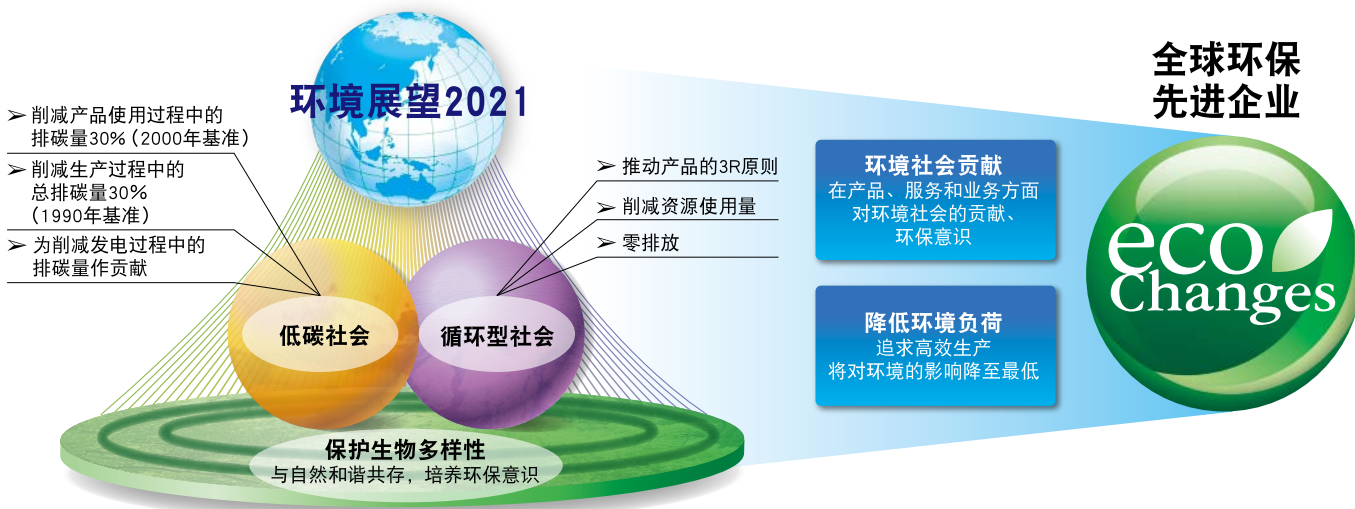 环境展望2021
➢ 削减产品使用过程中的
排碳量30%（2000年基准）
➢ 削减生产过程中的
总排碳量30%
（1990年基准）
➢ 为削减发电过程中的
排碳量作贡献
➢ 推动产品的3R原则
➢ 削减资源使用量
➢ 零排放
低碳社会
循环型社会
保护生物多样性
与自然和谐共存，培养环保意识
环境社会贡献
在产品、服务和业务方面
对环境社会的贡献、
环保意识
降低环境负荷
追求高效生产
将对环境的影响降至最低
全球环保
先进企业
eco
Changes